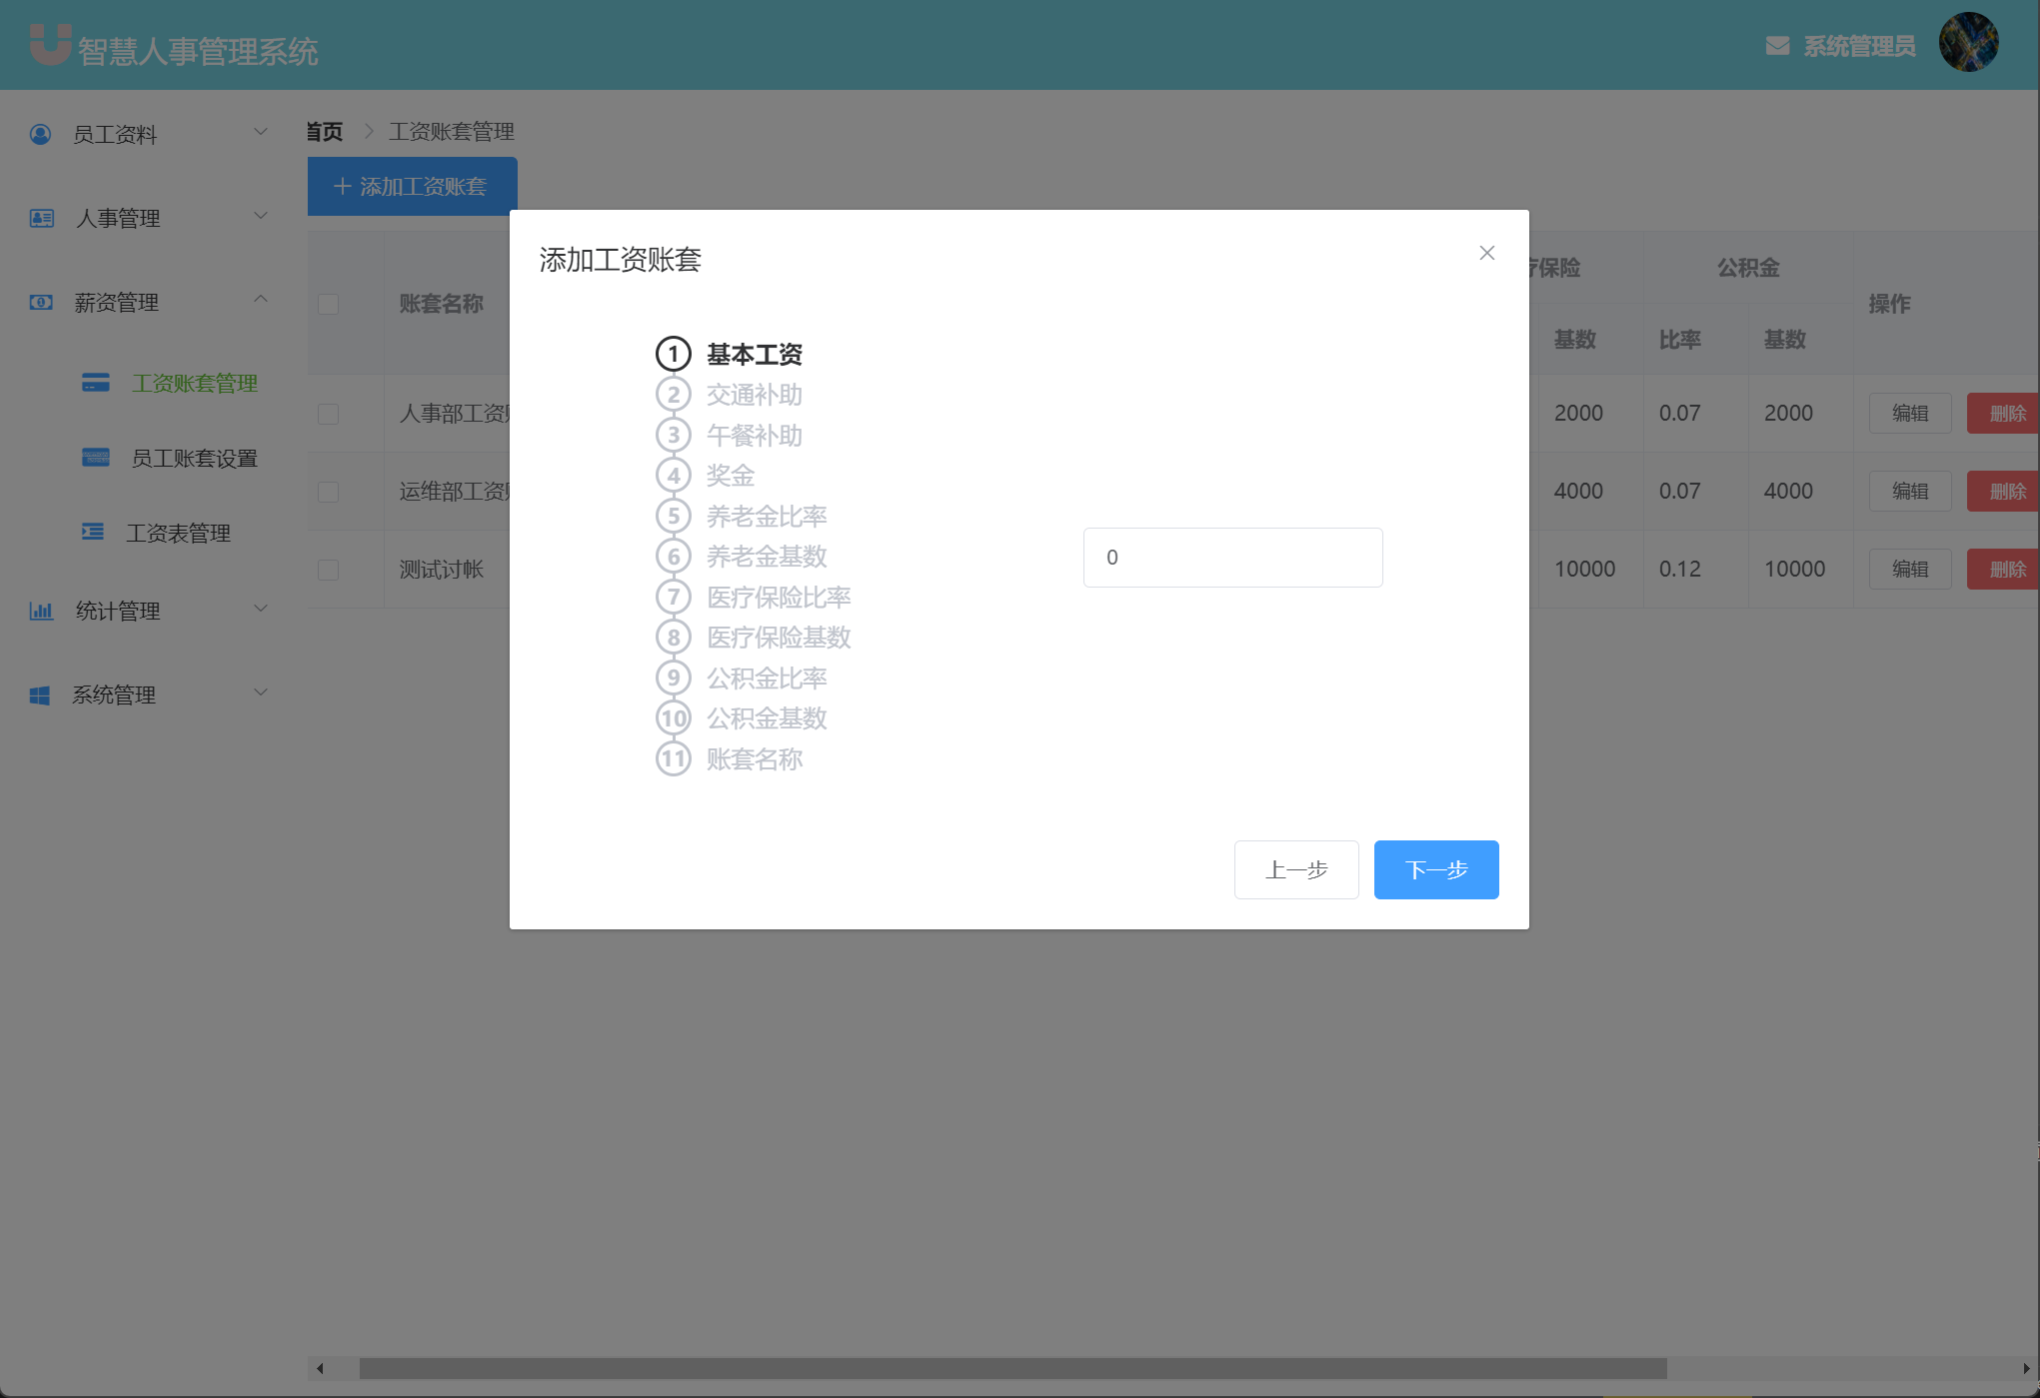 智慧人事管理系统
系统管理员
员工资料
人事管理
薪资管理
工资账套管理
员工账套设置
工资表管理
统计管理
系统管理
首页 > 工资账套管理
+ 添加工资账套
账套名称
疗保险 公积金 操作
基数 比率 基数
人事部工资 2000 0.07 2000 编辑 删除
运维部工资 4000 0.07 4000 编辑 删除
测试讨帐 10000 0.12 10000 编辑 删除
添加工资账套
1 基本工资
2 交通补助
3 午餐补助
4 奖金
5 养老金比率
6 养老金基数
7 医疗保险比率
8 医疗保险基数
9 公积金比率
10 公积金基数
11 账套名称
0
上一步 下一步